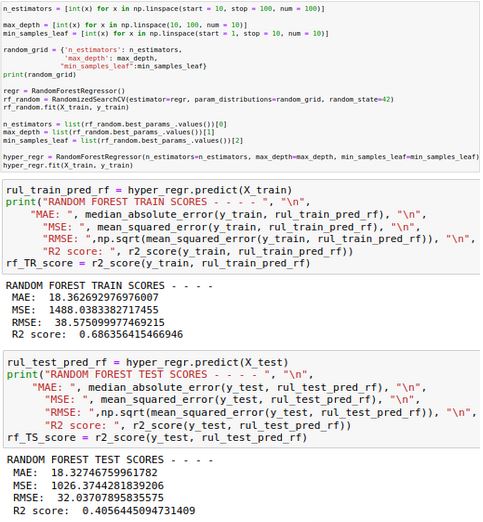 n_estimators = [int(x) for x in np.linspace(start = 10, stop = 100, num = 100)]
max_depth = [int(x) for x in np.linspace(10, 100, num = 10)]
min_samples_leaf = [int(x) for x in np.linspace(start = 1, stop = 10, num = 10)]
random_grid = {'n_estimators': n_estimators,
'max_depth': max_depth,
"min_samples_leaf":min_samples_leaf}
print(random_grid)
regr = RandomForestRegressor()
rf_random = RandomizedSearchCV(estimator=regr, param_distributions=random_grid, random_state=42)
rf_random.fit(X_train, y_train)
n_estimators = list(rf_random.best_params_.values())[0]
max_depth = list(rf_random.best_params_.values())[1]
min_samples_leaf = list(rf_random.best_params_.values())[2]
hyper_regr = RandomForestRegressor(n_estimators=n_estimators, max_depth=max_depth, min_samples_leaf=min_samples_leaf)
hyper_regr.fit(X_train, y_train)
rul_train_pred_rf = hyper_regr.predict(X_train)
print("RANDOM FOREST TRAIN SCORES - - - - ", "\n",
"MAE: ", median_absolute_error(y_train, rul_train_pred_rf), "\n",
"MSE: ", mean_squared_error(y_train, rul_train_pred_rf), "\n",
"RMSE: ",np.sqrt(mean_squared_error(y_train, rul_train_pred_rf)), "\n",
"R2 score: ", r2_score(y_train, rul_train_pred_rf))
rf_TR_score = r2_score(y_train, rul_train_pred_rf)
RANDOM FOREST TRAIN SCORES - - - -
MAE: 18.362692976976007
MSE: 1488.0383382717455
RMSE: 38.575099977469215
R2 score: 0.686356415466946
rul_test_pred_rf = hyper_regr.predict(X_test)
print("RANDOM FOREST TEST SCORES - - - - ", "\n",
"MAE: ", median_absolute_error(y_test, rul_test_pred_rf), "\n",
"MSE: ", mean_squared_error(y_test, rul_test_pred_rf), "\n",
"RMSE: ",np.sqrt(mean_squared_error(y_test, rul_test_pred_rf)), "\n",
"R2 score: ", r2_score(y_test, rul_test_pred_rf))
rf_TS_score = r2_score(y_test, rul_test_pred_rf)
RANDOM FOREST TEST SCORES - - - -
MAE: 18.32746759961782
MSE: 1026.3744281839206
RMSE: 32.03707895835575
R2 score: 0.4056445094731409